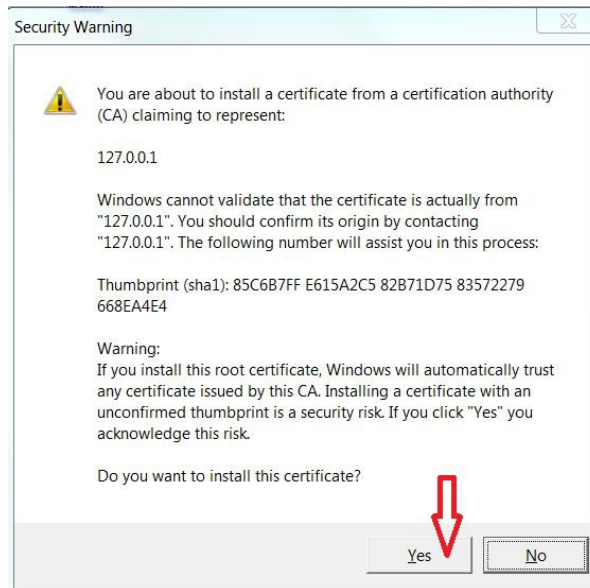 Security Warning
You are about to install a certificate from a certification authority
(CA) claiming to represent:
127.0.0.1
Windows cannot validate that the certificate is actually from
"127.0.0.1". You should confirm its origin by contacting
"127.0.0.1". The following number will assist you in this process:
Thumbprint (sha1): 85C6B7FF E615A2C5 82B71D75 83572279
668EA4E4
Warning:
If you install this root certificate, Windows will automatically trust
any certificate issued by this CA. Installing a certificate with an
unconfirmed thumbprint is a security risk. If you click "Yes" you
acknowledge this risk.
Do you want to install this certificate?
Yes No